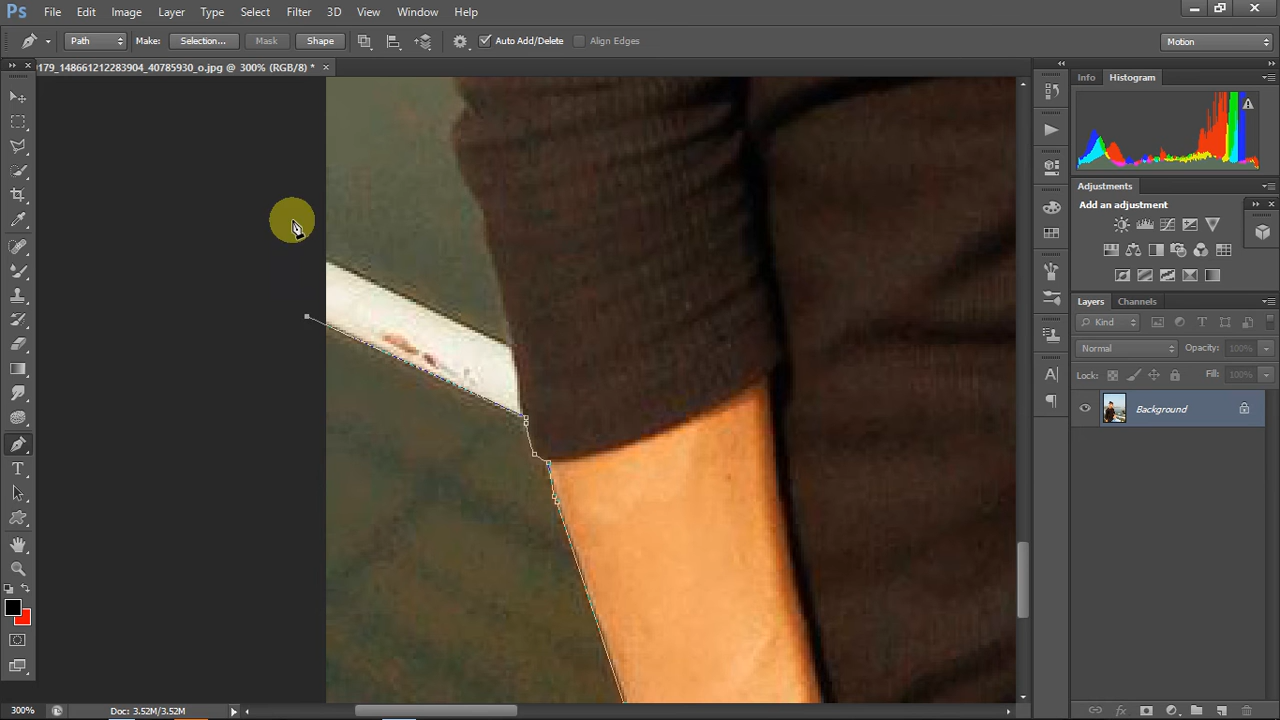 Ps File Edit Image Layer Type Select Filter 3D View Window Help
Path Make: Selection... Mask Shape Auto Add/Delete Align Edges Motion
0179_148661212283904_40785930_o.jpg @ 300% (RGB/8) *
Info Histogram
Adjustments
Add an adjustment
Layers Channels
Kind
Normal Opacity: 100%
Lock: Fill: 100%
Background
300% Doc: 3.52M/3.52M